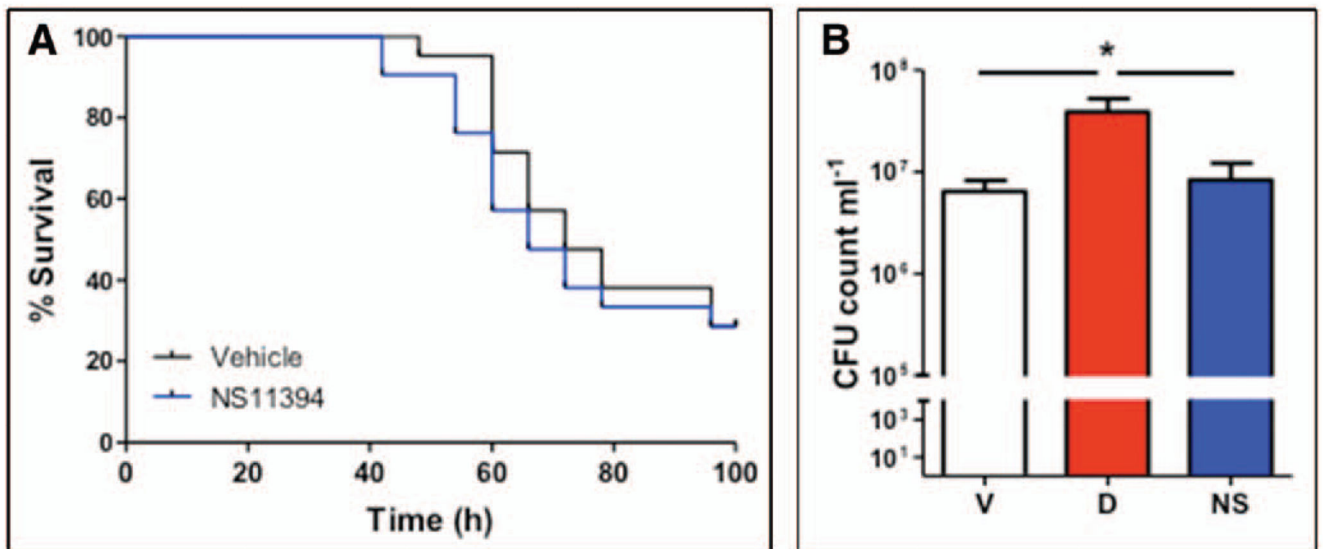 A
% Survival
100
80
60
40
20
0
Vehicle
NS11394
0 20 40 60 80 100
Time (h)
B
*
CFU count ml⁻¹
10⁸
10⁷
10⁶
10⁵
10³
10¹
V D NS